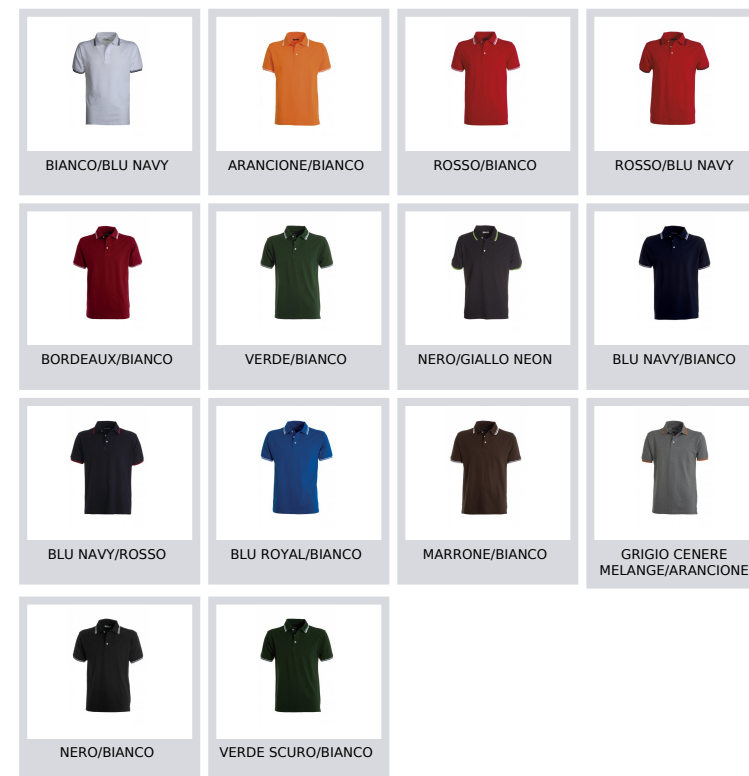 BIANCO/BLU NAVY
ARANCIONE/BIANCO
ROSSO/BIANCO
ROSSO/BLU NAVY
BORDEAUX/BIANCO
VERDE/BIANCO
NERO/GIALLO NEON
BLU NAVY/BIANCO
BLU NAVY/ROSSO
BLU ROYAL/BIANCO
MARRONE/BIANCO
GRIGIO CENERE
MELANGE/ARANCIONE
NERO/BIANCO
VERDE SCURO/BIANCO